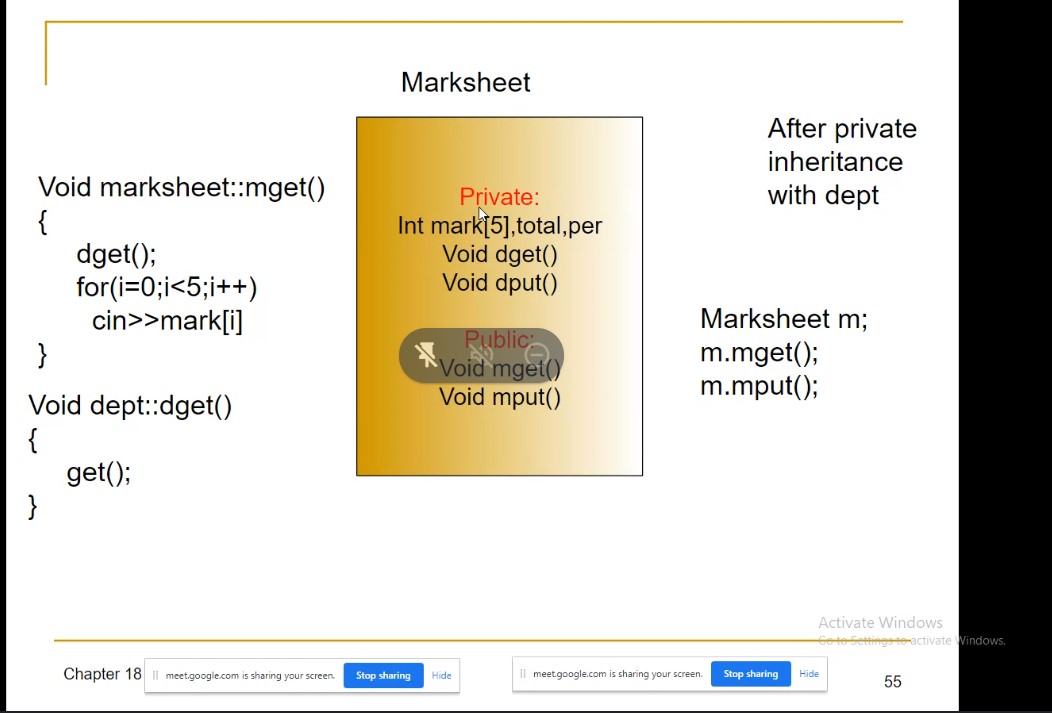 Marksheet
After private
inheritance
with dept
Void marksheet::mget()
{
dget();
for(i=0;i<5;i++)
cin>>mark[i]
}
Void dept::dget()
{
get();
}
Private:
Int mark[5],total,per
Void dget()
Void dput()
Public:
Void mget()
Void mput()
Marksheet m;
m.mget();
m.mput();
Activate Windows
Go to Settings to activate Windows.
Chapter 18
meet.google.com is sharing your screen.
Stop sharing
Hide
meet.google.com is sharing your screen.
Stop sharing
Hide
55